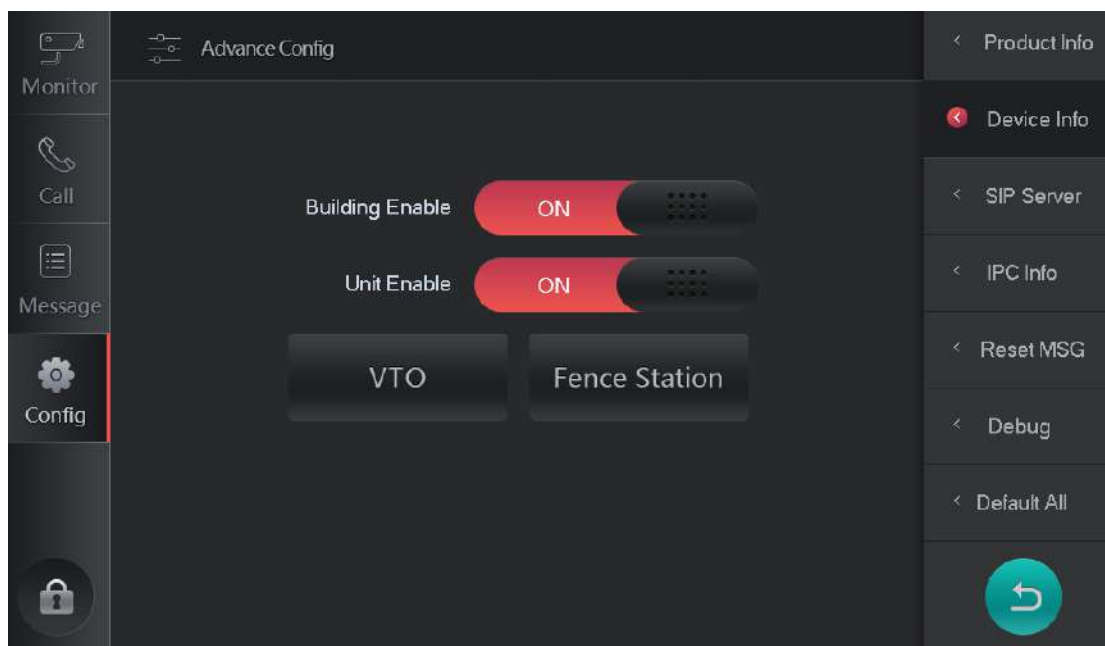 Monitor
Call
Message
Config
Advance Config
Building Enable ON
Unit Enable ON
VTO
Fence Station
Product Info
Device Info
SIP Server
IPC Info
Reset MSG
Debug
Default All